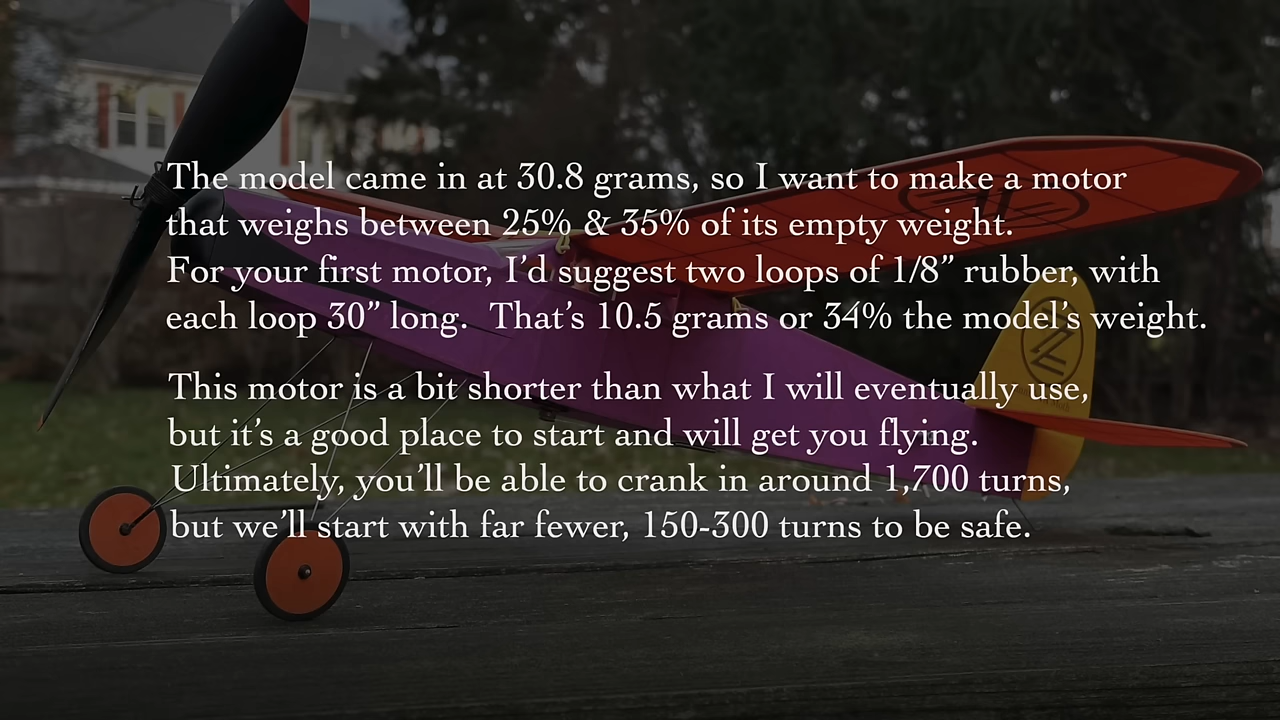 The model came in at 30.8 grams, so I want to make a motor
that weighs between 25% & 35% of its empty weight.
For your first motor, I'd suggest two loops of 1/8” rubber, with
each loop 30” long.  That's 10.5 grams or 34% the model's weight.
This motor is a bit shorter than what I will eventually use,
but it's a good place to start and will get you flying.
Ultimately, you'll be able to crank in around 1,700 turns,
but we'll start with far fewer, 150-300 turns to be safe.